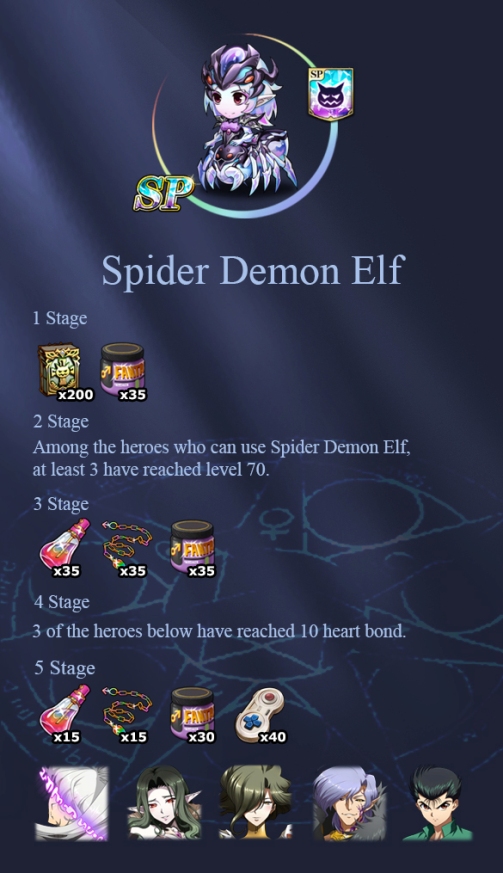 SP
SP
Spider Demon Elf
1 Stage
x200
x35
2 Stage
Among the heroes who can use Spider Demon Elf,
at least 3 have reached level 70.
3 Stage
x35
x35
x35
4 Stage
3 of the heroes below have reached 10 heart bond.
5 Stage
x15
x15
x30
x40